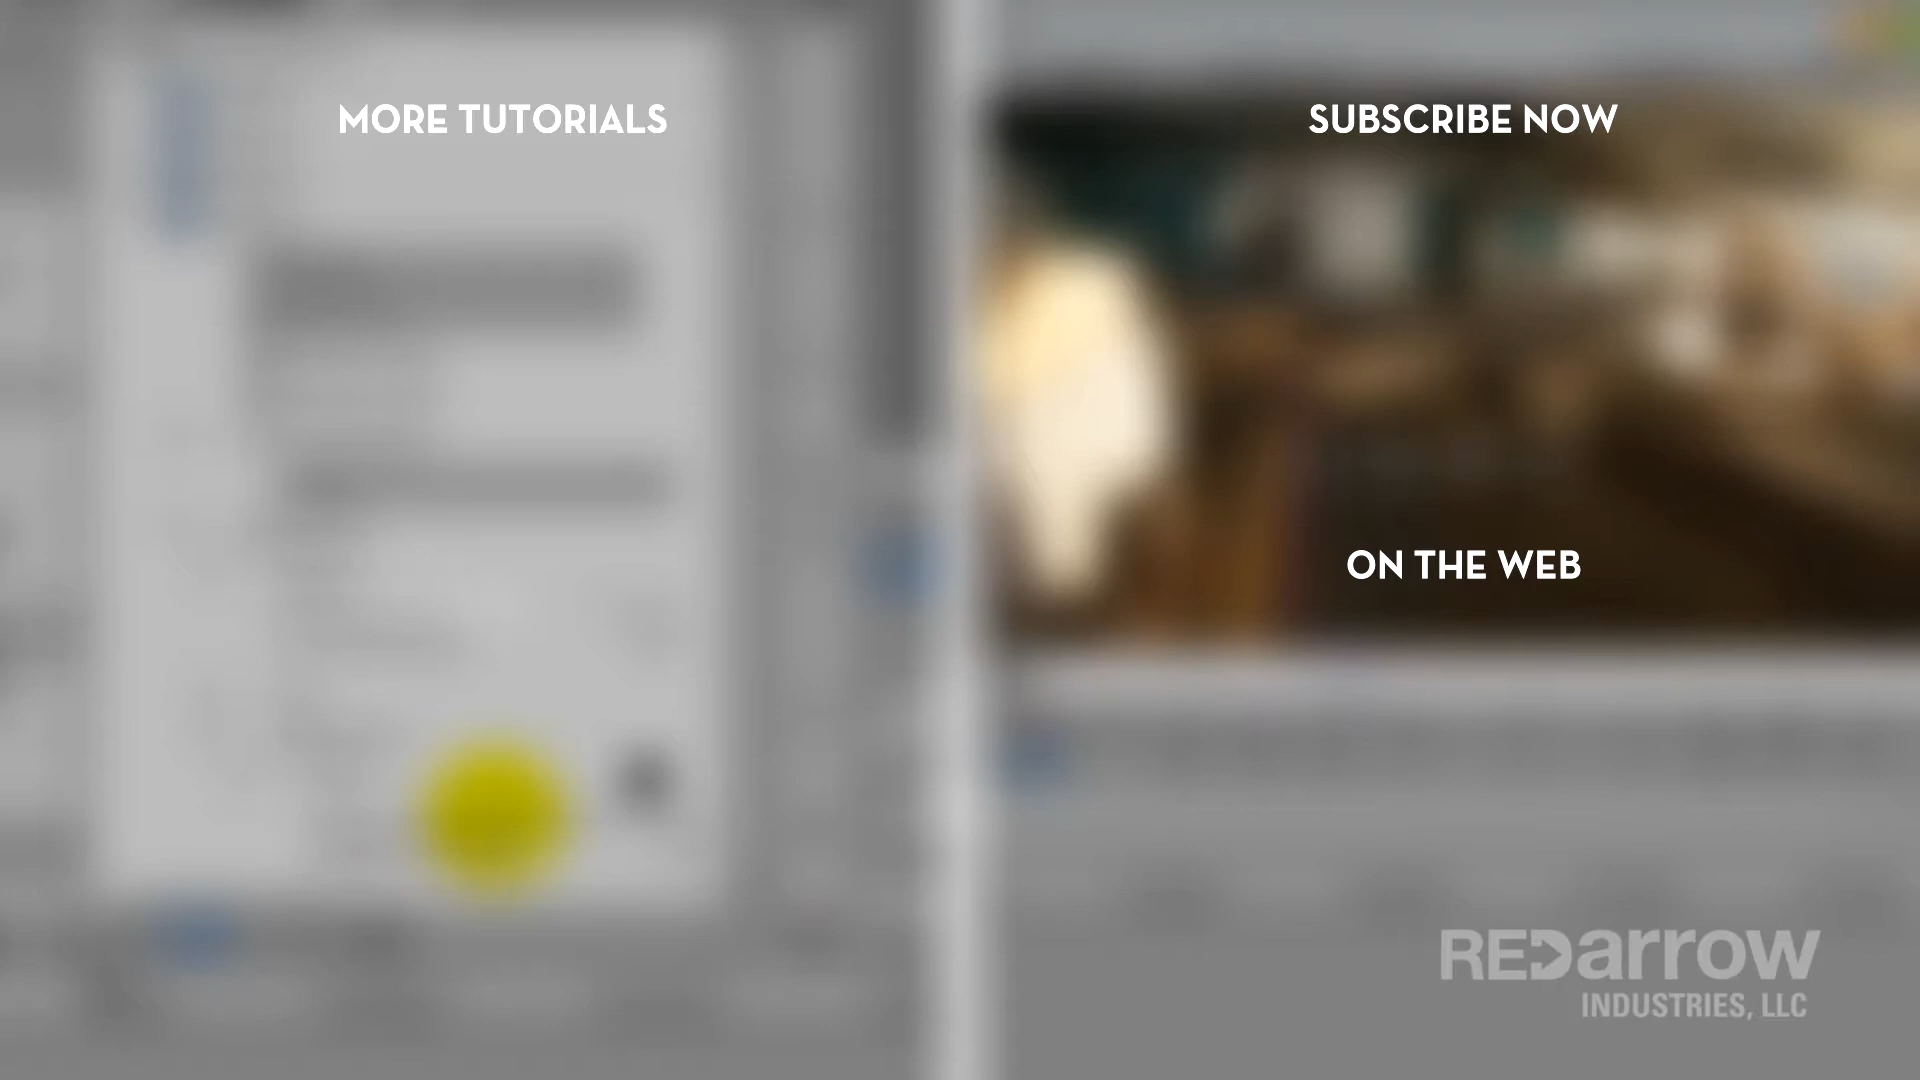 MORE TUTORIALS
SUBSCRIBE NOW
ON THE WEB
REDarrow
INDUSTRIES, LLC